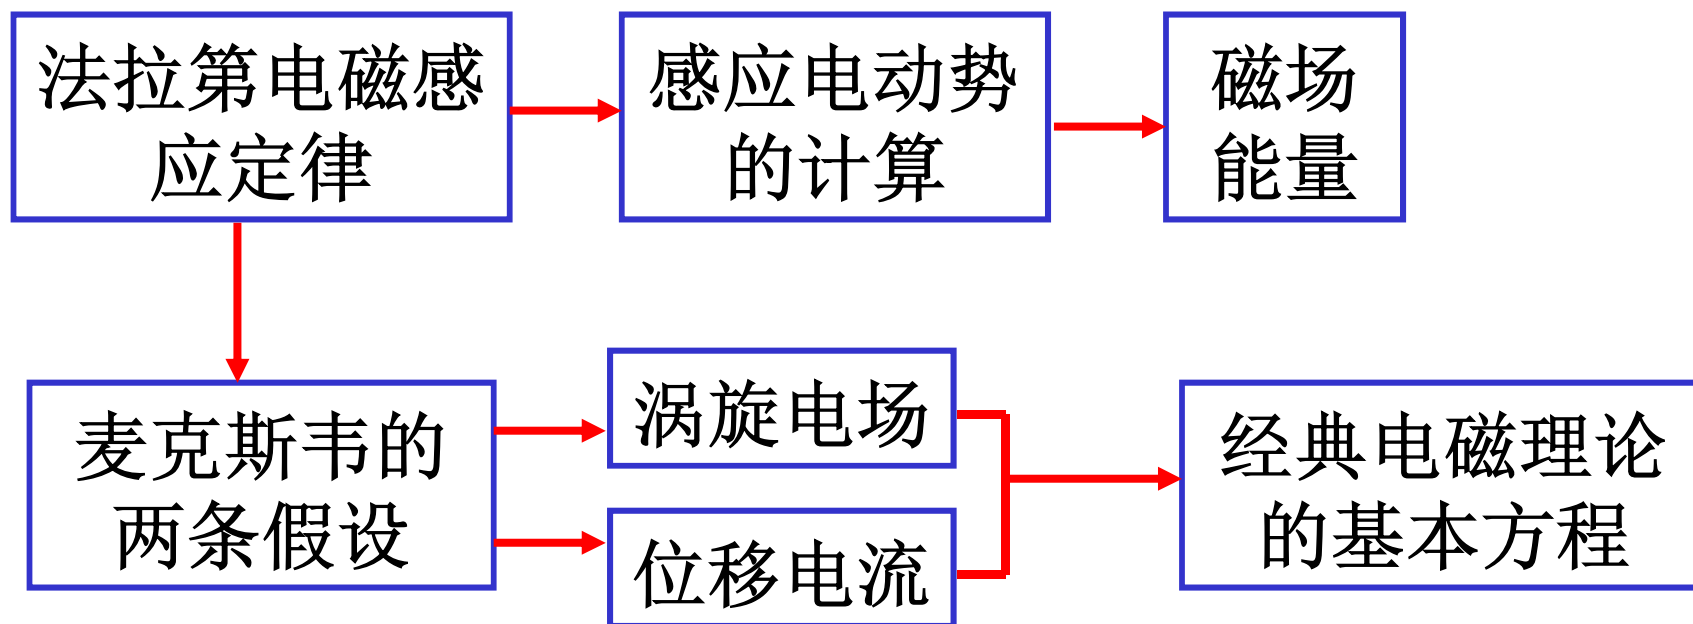 法拉第电磁感
应定律
感应电动势
的计算
磁场
能量
麦克斯韦的
两条假设
涡旋电场
位移电流
经典电磁理论
的基本方程